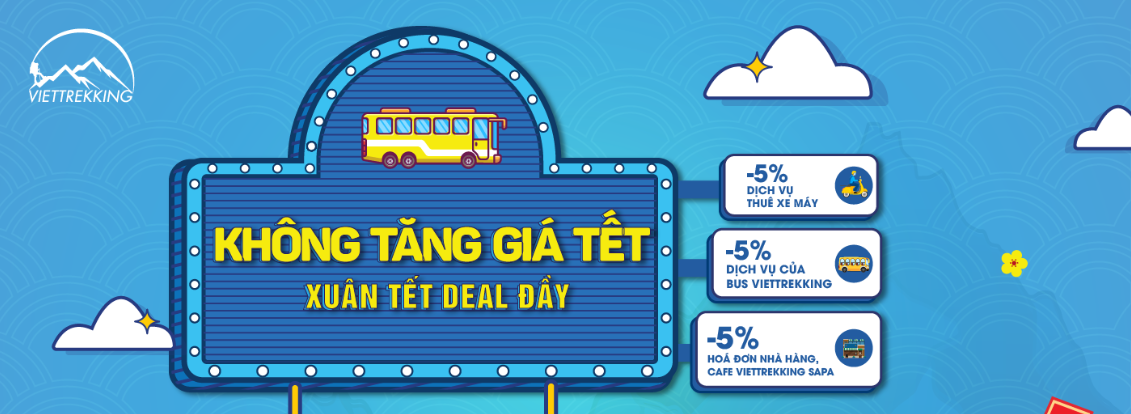 VIETTREKKING
KHÔNG TĂNG GIÁ TẾT
XUÂN TẾT DEAL ĐẦY
-5%
DỊCH VỤ
THUÊ XE MÁY
-5%
DỊCH VỤ CỦA
BUS VIETTREKKING
-5%
HOÁ ĐƠN NHÀ HÀNG,
CAFE VIETTREKKING SAPA